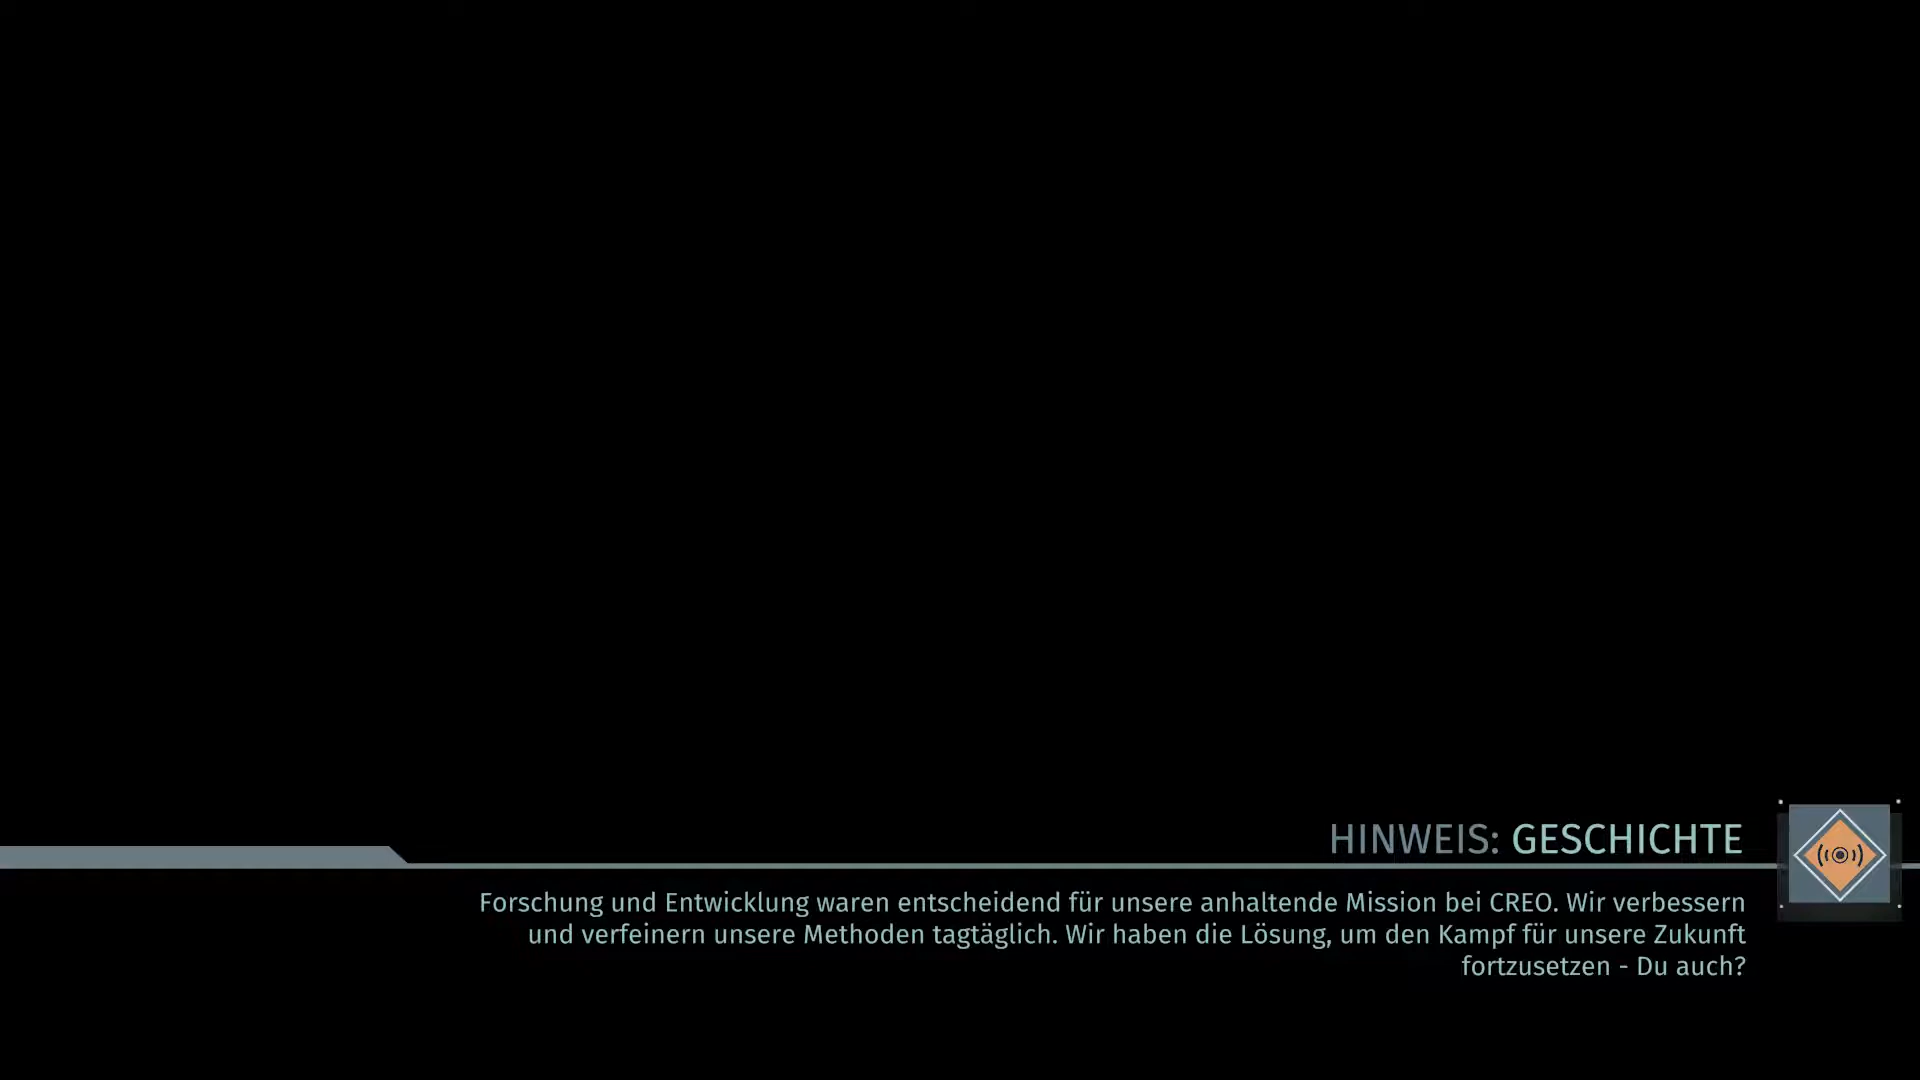 HINWEIS: GESCHICHTE
Forschung und Entwicklung waren entscheidend für unsere anhaltende Mission bei CREO. Wir verbessern
und verfeinern unsere Methoden tagtäglich. Wir haben die Lösung, um den Kampf für unsere Zukunft
fortzusetzen - Du auch?